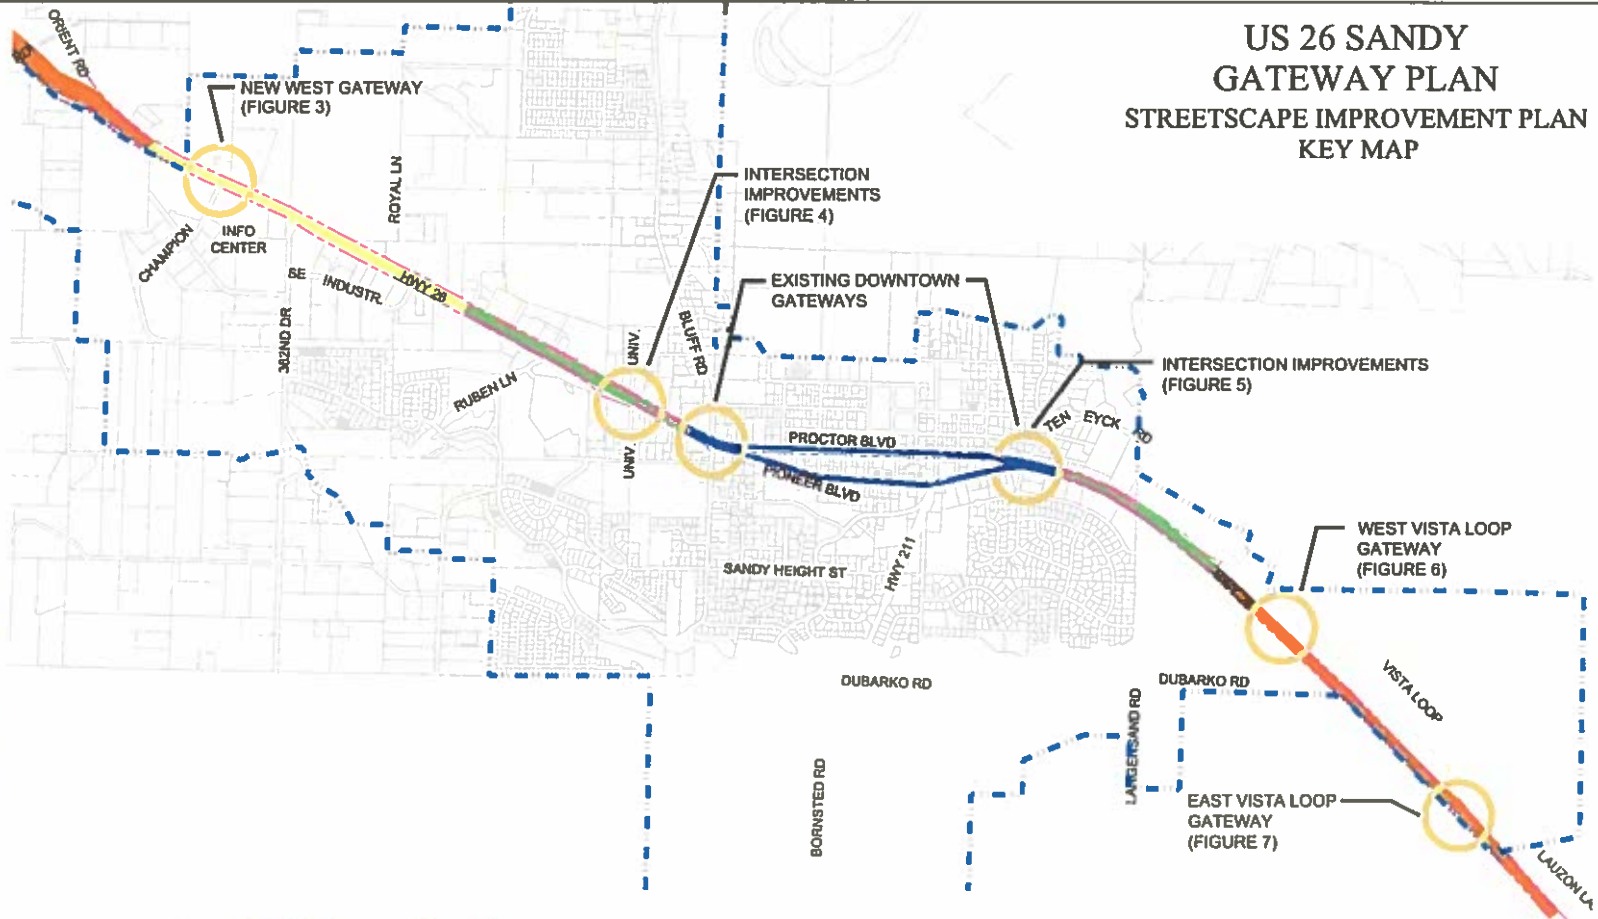 US 26 SANDY
GATEWAY PLAN
STREETSCAPE IMPROVEMENT PLAN
KEY MAP
ORIENT RD
NEW WEST GATEWAY
(FIGURE 3)
ROYAL LN
INTERSECTION
IMPROVEMENTS
(FIGURE 4)
CHAMPION
INFO
CENTER
SE INDUSTR.
HWY 26
EXISTING DOWNTOWN
GATEWAYS
362ND DR
UNIV.
BLUFF RD
INTERSECTION IMPROVEMENTS
(FIGURE 5)
RUBEN LN
TEN EYCK RD
PROCTOR BLVD
UNIV.
PIONEER BLVD
WEST VISTA LOOP
GATEWAY
(FIGURE 6)
SANDY HEIGHT ST
HWY 211
DUBARKO RD
DUBARKO RD
VISTA LOOP
LANGENSAND RD
BORNSTED RD
EAST VISTA LOOP
GATEWAY
(FIGURE 7)
LAUZON